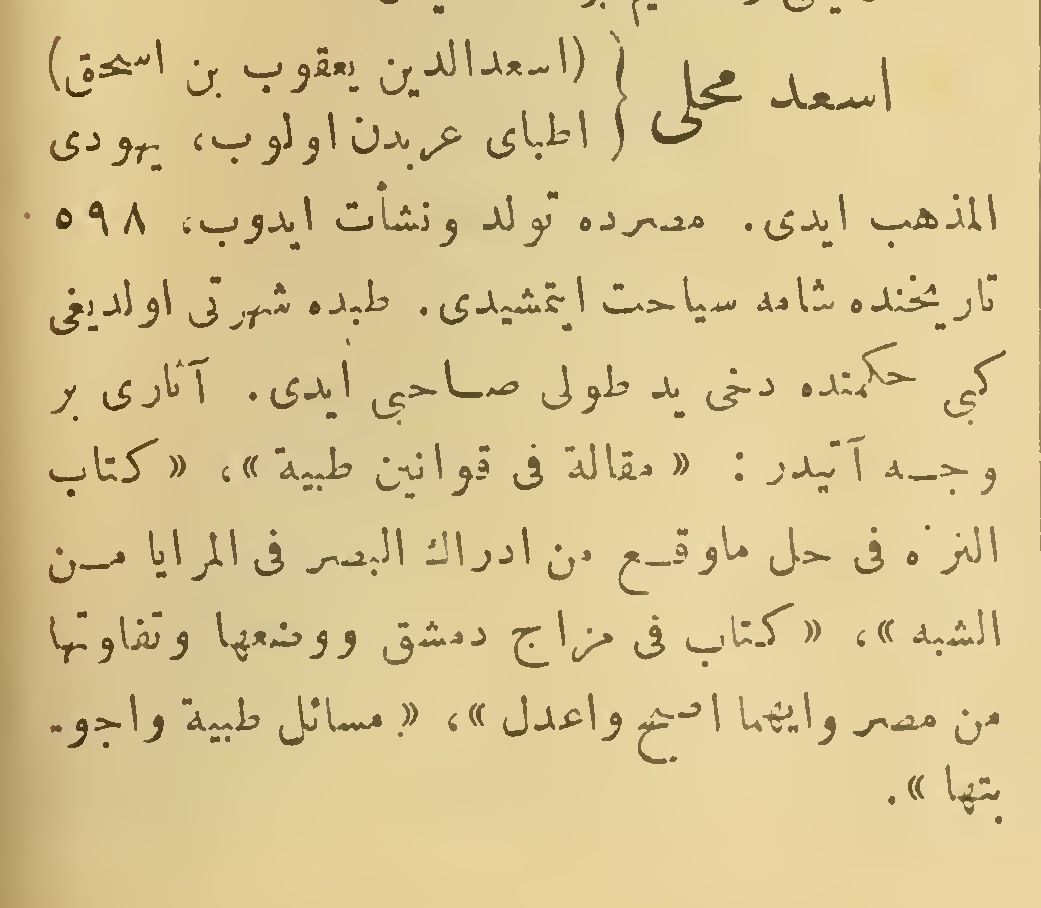 اسعد محلی { (اسعدالدین یعقوب بن اسحق)
اطبای عربدن اولوب، یهودی
المذهب ایدی. مصرده تولد ونشأت ایدوب، ٥٩٨
تاریخنده شامه سیاحت ایتمشیدی. طبده شهرتی اولدیغی
کبی حکمتده دخی ید طولی صاحبی ایدی. آثاری بر
وجه آتیدر : « مقالة فی قوانین طبیة »، « کتاب
النزه فی حل ماوقع من ادراك البصر فی المرایا من
الشبه »، « کتاب فی مزاج دمشق ووضعها وتفاوتها
من مصر وایهما اصح واعدل »، « مسائل طبیة واجو-
بتها ».